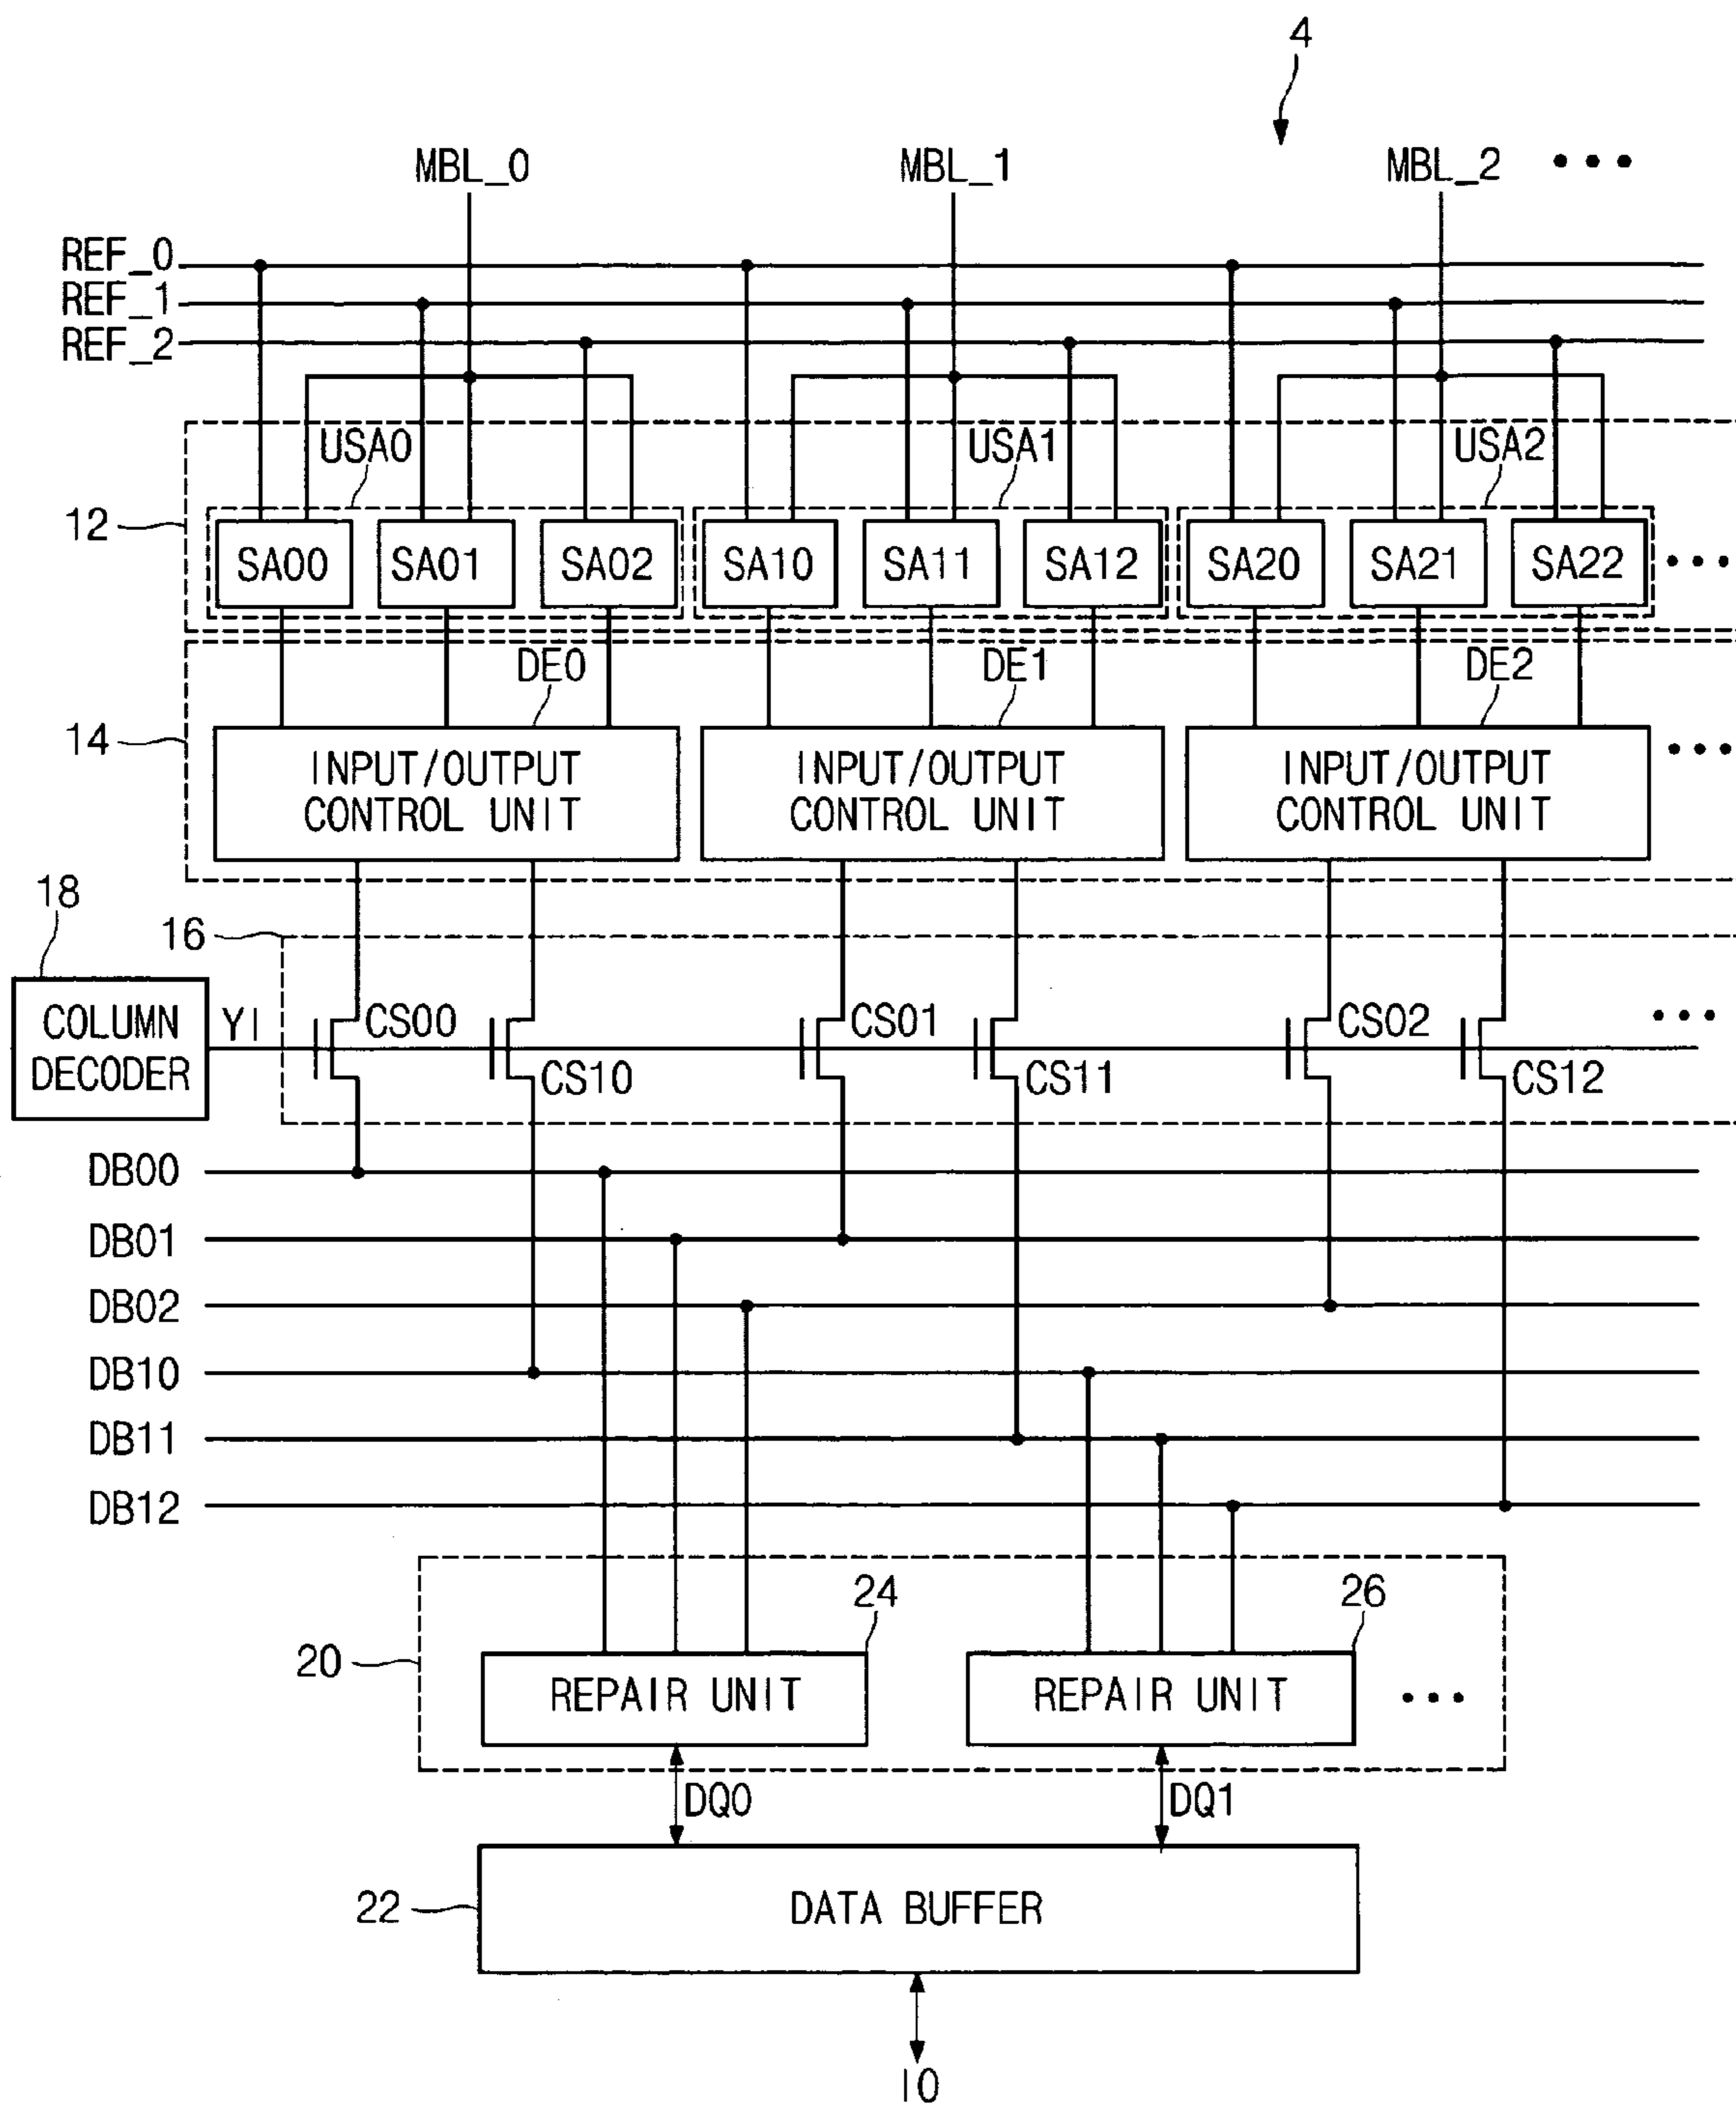 4
MBL_0 MBL_1 MBL_2 •••
REF_0
REF_1
REF_2
USA0 USA1 USA2
12
SA00 SA01 SA02 SA10 SA11 SA12 SA20 SA21 SA22 •••
DE0 DE1 DE2
14
INPUT/OUTPUT
CONTROL UNIT
INPUT/OUTPUT
CONTROL UNIT
INPUT/OUTPUT
CONTROL UNIT
•••
18
16
COLUMN
DECODER
YI
CS00 CS01 CS02 •••
CS10 CS11 CS12
DB00
DB01
DB02
DB10
DB11
DB12
24 26
20
REPAIR UNIT REPAIR UNIT •••
DQ0 DQ1
22
DATA BUFFER
IO